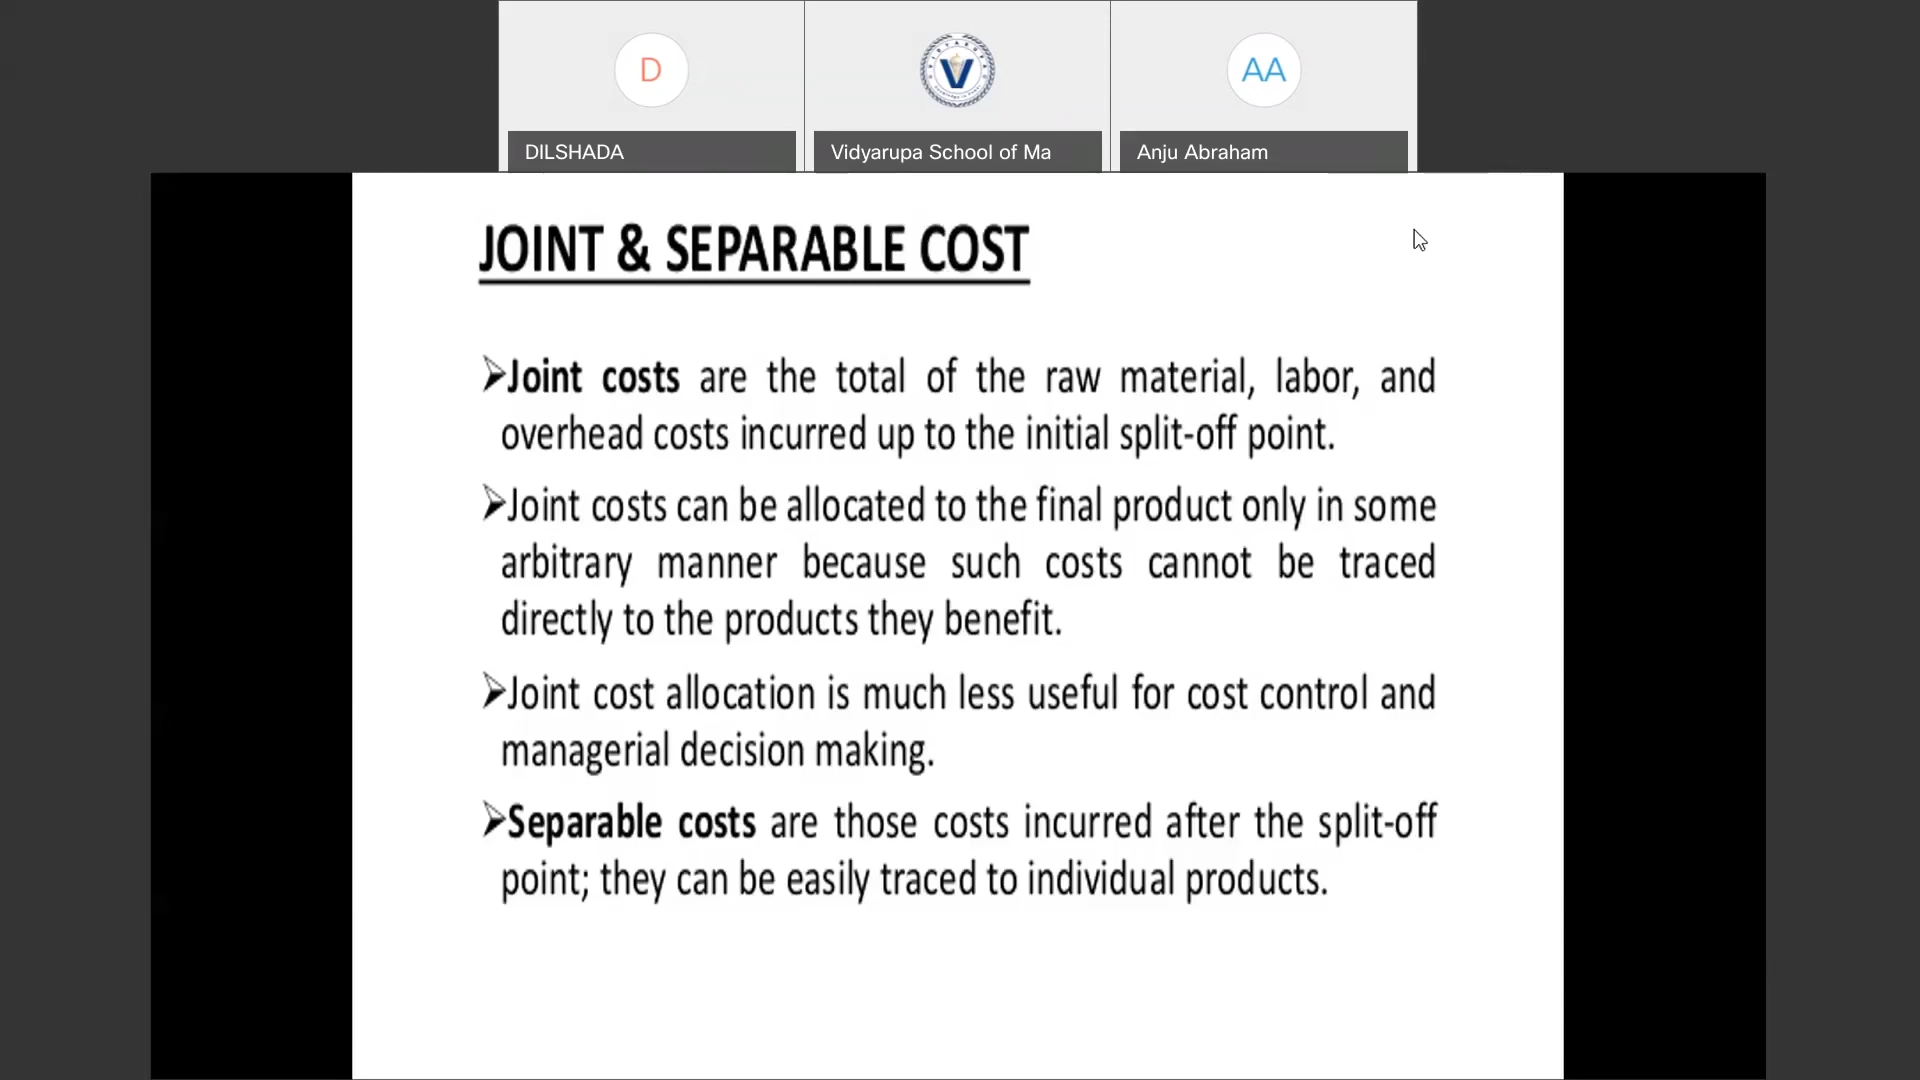 D
V
AA
DILSHADA
Vidyarupa School of Ma
Anju Abraham
JOINT & SEPARABLE COST
➢Joint costs are the total of the raw material, labor, and
overhead costs incurred up to the initial split-off point.
➢Joint costs can be allocated to the final product only in some
arbitrary manner because such costs cannot be traced
directly to the products they benefit.
➢Joint cost allocation is much less useful for cost control and
managerial decision making.
➢Separable costs are those costs incurred after the split-off
point; they can be easily traced to individual products.